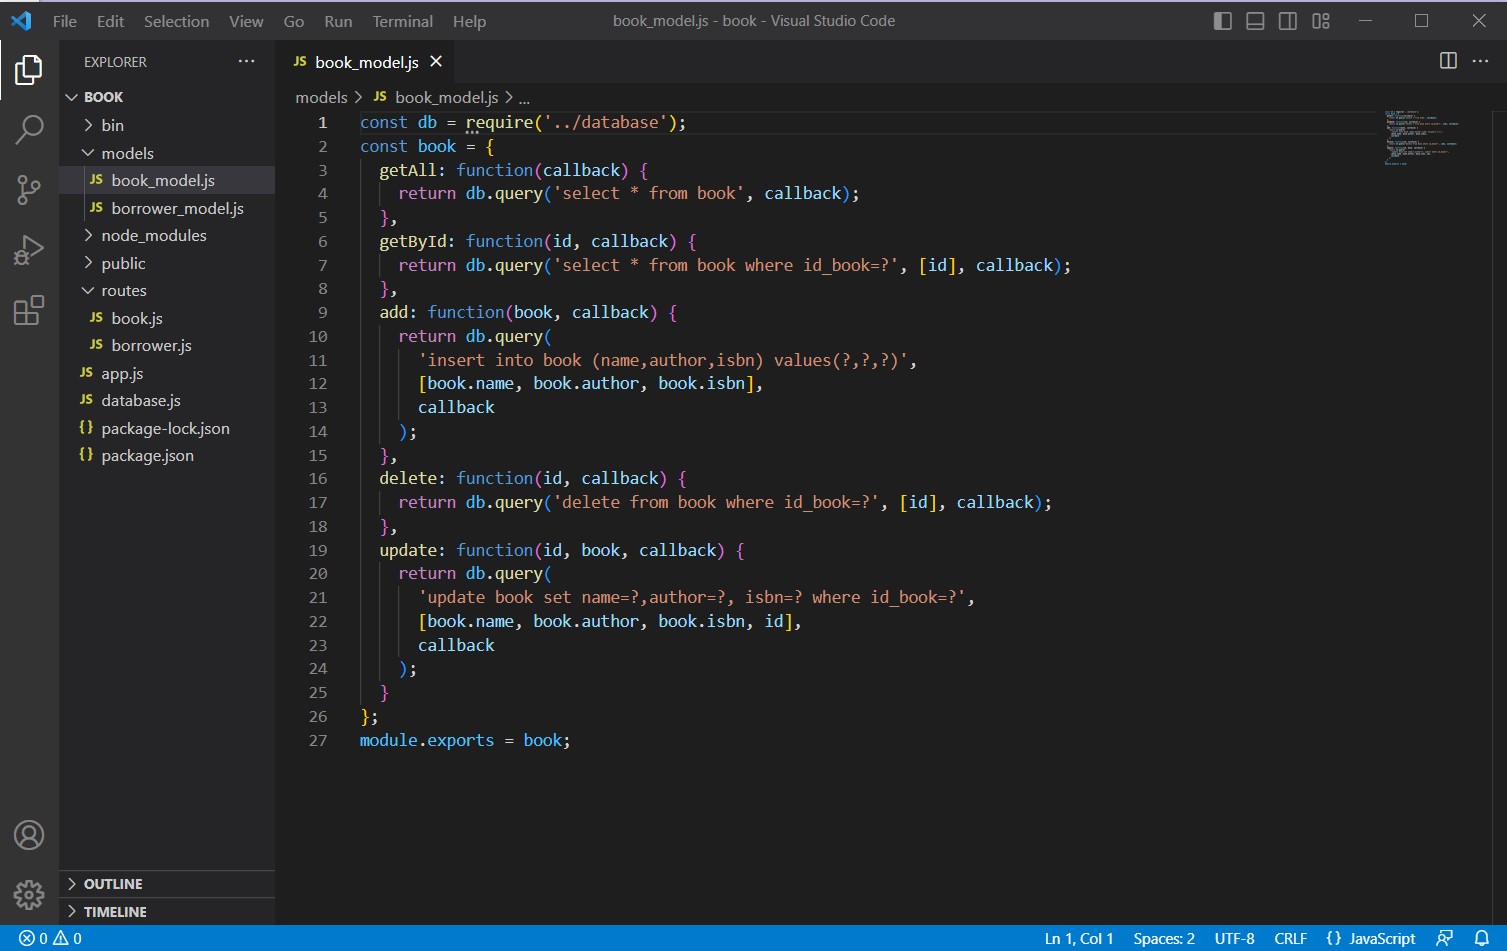 File Edit Selection View Go Run Terminal Help book_model.js - book - Visual Studio Code
EXPLORER
BOOK
bin
models
JS book_model.js
JS borrower_model.js
node_modules
public
routes
JS book.js
JS borrower.js
JS app.js
JS database.js
{} package-lock.json
{} package.json
OUTLINE
TIMELINE
JS book_model.js
models > JS book_model.js > ...
1 const db = require('../database');
2 const book = {
3   getAll: function(callback) {
4     return db.query('select * from book', callback);
5   },
6   getById: function(id, callback) {
7     return db.query('select * from book where id_book=?', [id], callback);
8   },
9   add: function(book, callback) {
10     return db.query(
11       'insert into book (name,author,isbn) values(?,?,?)',
12       [book.name, book.author, book.isbn],
13       callback
14     );
15   },
16   delete: function(id, callback) {
17     return db.query('delete from book where id_book=?', [id], callback);
18   },
19   update: function(id, book, callback) {
20     return db.query(
21       'update book set name=?,author=?, isbn=? where id_book=?',
22       [book.name, book.author, book.isbn, id],
23       callback
24     );
25   }
26 };
27 module.exports = book;
0 0 Ln 1, Col 1 Spaces: 2 UTF-8 CRLF {} JavaScript